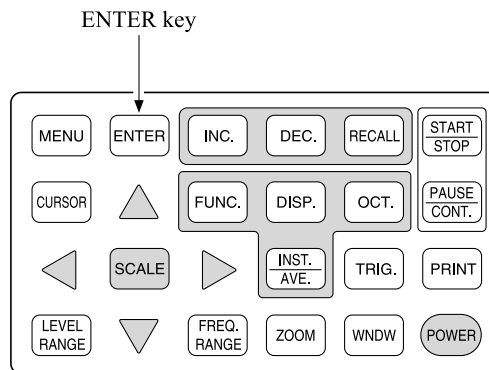 ENTER key
MENU ENTER INC. DEC. RECALL START
STOP
CURSOR FUNC. DISP. OCT. PAUSE
CONT.
SCALE INST.
AVE. TRIG. PRINT
LEVEL
RANGE FREQ.
RANGE ZOOM WNDW POWER